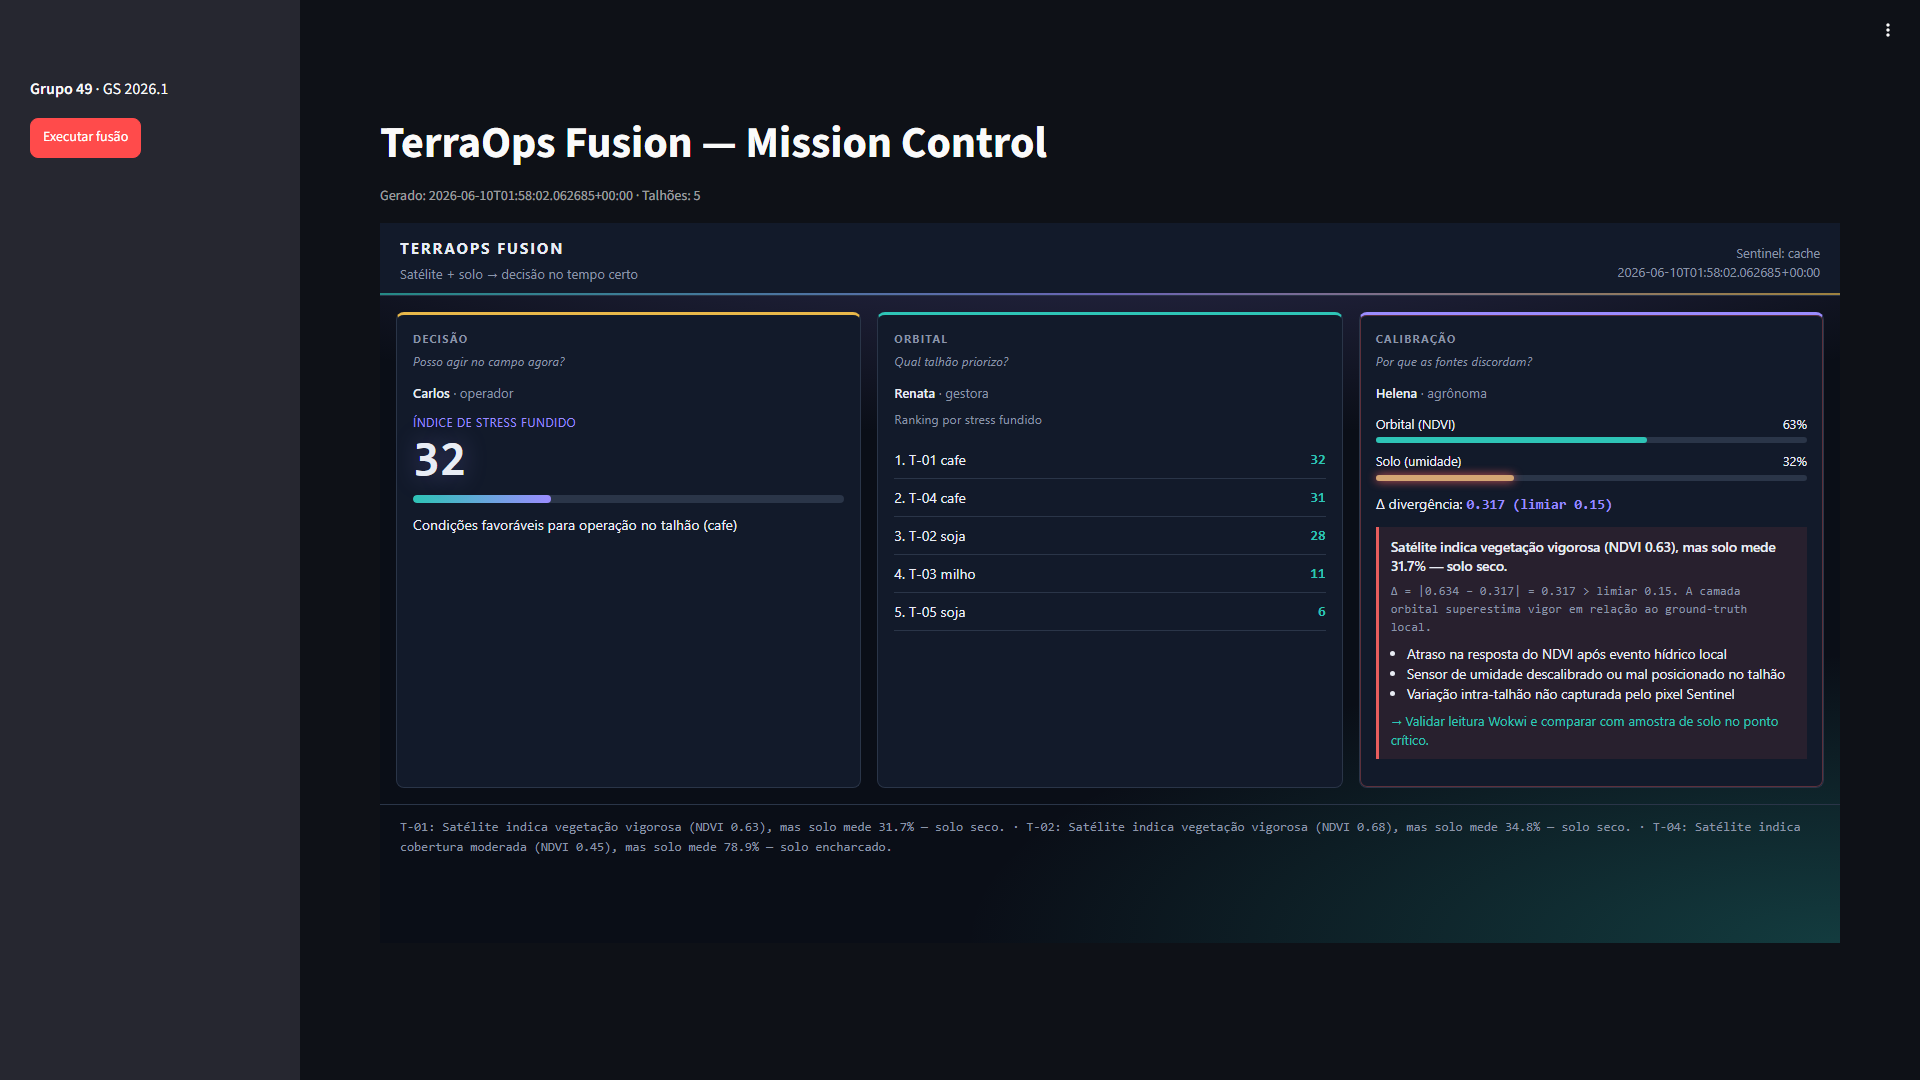 Grupo 49 · GS 2026.1
Executar fusão
TerraOps Fusion — Mission Control
Gerado: 2026-06-10T01:58:02.062685+00:00 · Talhões: 5
TERRAOPS FUSION
Satélite + solo → decisão no tempo certo
Sentinel: cache
2026-06-10T01:58:02.062685+00:00
DECISÃO
Posso agir no campo agora?
Carlos · operador
ÍNDICE DE STRESS FUNDIDO
32
Condições favoráveis para operação no talhão (cafe)
ORBITAL
Qual talhão priorizo?
Renata · gestora
Ranking por stress fundido
1. T-01 cafe 32
2. T-04 cafe 31
3. T-02 soja 28
4. T-03 milho 11
5. T-05 soja 6
CALIBRAÇÃO
Por que as fontes discordam?
Helena · agrônoma
Orbital (NDVI) 63%
Solo (umidade) 32%
Δ divergência: 0.317 (limiar 0.15)
Satélite indica vegetação vigorosa (NDVI 0.63), mas solo mede
31.7% — solo seco.
Δ = |0.634 − 0.317| = 0.317 > limiar 0.15. A camada
orbital superestima vigor em relação ao ground-truth
local.
• Atraso na resposta do NDVI após evento hídrico local
• Sensor de umidade descalibrado ou mal posicionado no talhão
• Variação intra-talhão não capturada pelo pixel Sentinel
→ Validar leitura Wokwi e comparar com amostra de solo no ponto
crítico.
T-01: Satélite indica vegetação vigorosa (NDVI 0.63), mas solo mede 31.7% — solo seco. · T-02: Satélite indica vegetação vigorosa (NDVI 0.68), mas solo mede 34.8% — solo seco. · T-04: Satélite indica
cobertura moderada (NDVI 0.45), mas solo mede 78.9% — solo encharcado.